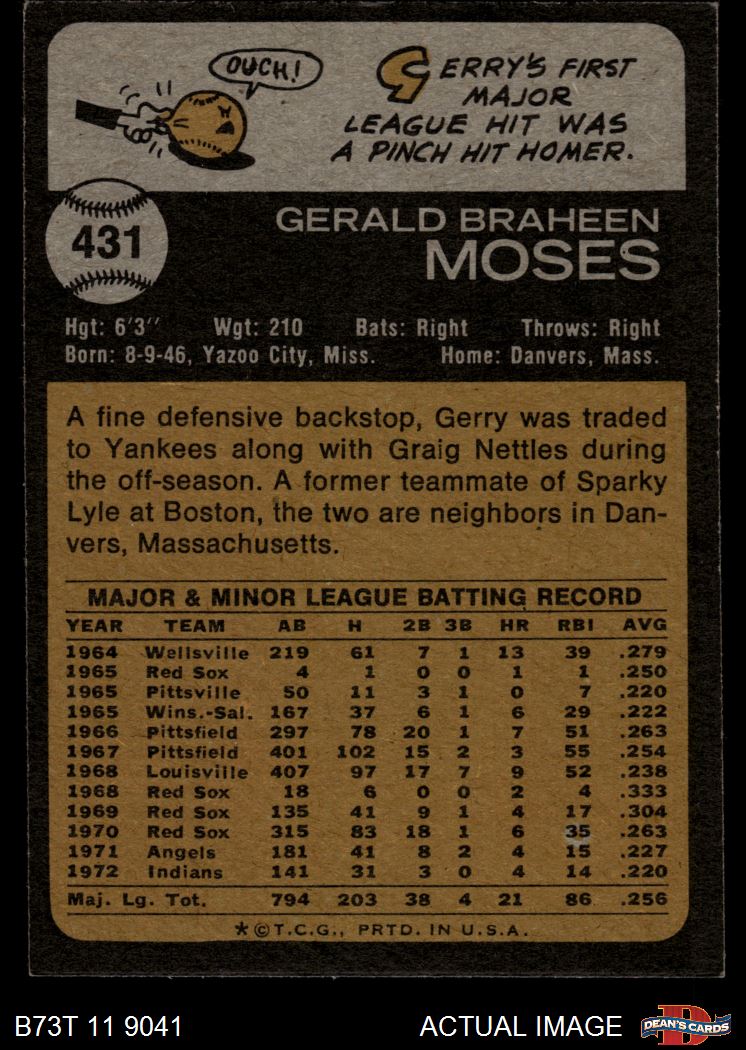 OUCH!
GERRY'S FIRST
MAJOR
LEAGUE HIT WAS
A PINCH HIT HOMER.
431
GERALD BRAHEEN
MOSES
Hgt: 6'3" Wgt: 210 Bats: Right Throws: Right
Born: 8-9-46, Yazoo City, Miss. Home: Danvers, Mass.
A fine defensive backstop, Gerry was traded
to Yankees along with Graig Nettles during
the off-season. A former teammate of Sparky
Lyle at Boston, the two are neighbors in Dan-
vers, Massachusetts.
MAJOR & MINOR LEAGUE BATTING RECORD
YEAR TEAM AB H 2B 3B HR RBI AVG
1964 Wellsville 219 61 7 1 13 39 .279
1965 Red Sox 4 1 0 0 1 1 .250
1965 Pittsville 50 11 3 1 0 7 .220
1965 Wins.-Sal. 167 37 6 1 6 29 .222
1966 Pittsfield 297 78 20 1 7 51 .263
1967 Pittsfield 401 102 15 2 3 55 .254
1968 Louisville 407 97 17 7 9 52 .238
1968 Red Sox 18 6 0 0 2 4 .333
1969 Red Sox 135 41 9 1 4 17 .304
1970 Red Sox 315 83 18 1 6 35 .263
1971 Angels 181 41 8 2 4 15 .227
1972 Indians 141 31 3 0 4 14 .220
Maj. Lg. Tot. 794 203 38 4 21 86 .256
*©T.C.G., PRTD. IN U.S.A.
B73T 11 9041 ACTUAL IMAGE DEAN'S CARDS